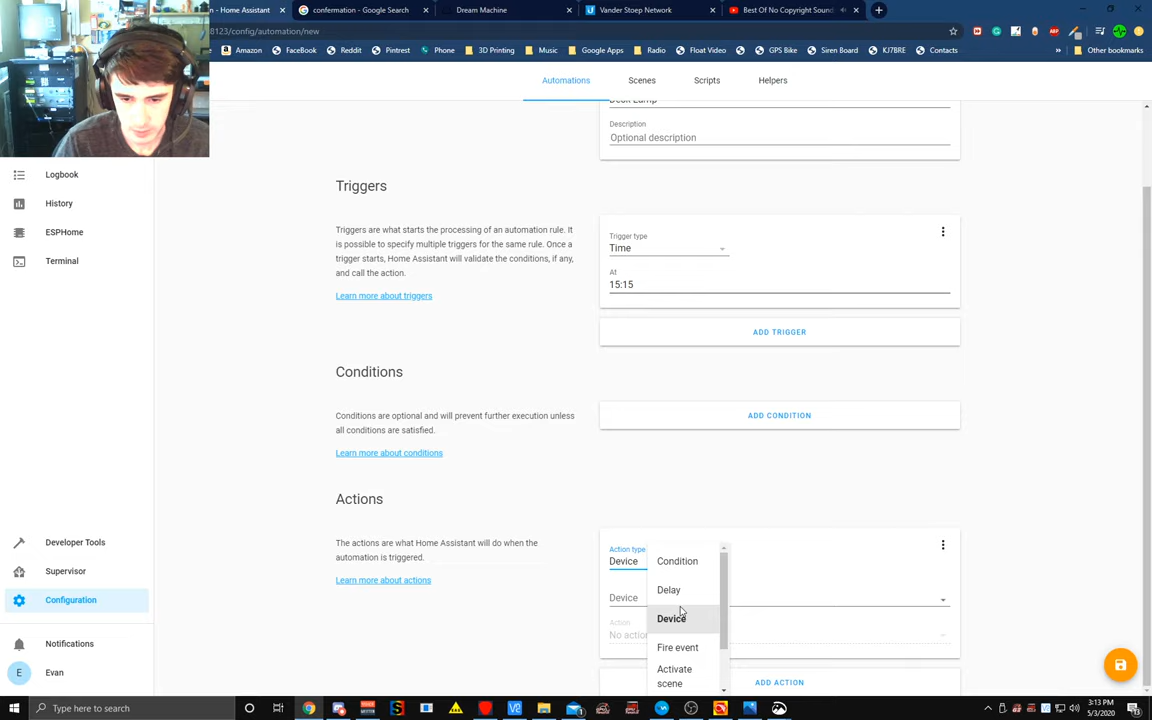 n - Home Assistant
confermation - Google Search
Dream Machine
Vander Stoep Network
Best Of No Copyright Sound
8123/config/automation/new
Amazon
FaceBook
Reddit
Pintrest
Phone
3D Printing
Music
Google Apps
Radio
Float Video
GPS Bike
Siren Board
KJ7BRE
Contacts
Other bookmarks
Automations
Scenes
Scripts
Helpers
Desk Lamp
Description
Optional description
Logbook
History
ESPHome
Terminal
Developer Tools
Supervisor
Configuration
Notifications
E
Evan
Triggers
Triggers are what starts the processing of an automation rule. It
is possible to specify multiple triggers for the same rule. Once a
trigger starts, Home Assistant will validate the conditions, if any,
and call the action.
Learn more about triggers
Trigger type
Time
At
15:15
ADD TRIGGER
Conditions
Conditions are optional and will prevent further execution unless
all conditions are satisfied.
Learn more about conditions
ADD CONDITION
Actions
The actions are what Home Assistant will do when the
automation is triggered.
Learn more about actions
Action type
Device
Device
Action
No action
Condition
Delay
Device
Fire event
Activate
scene
ADD ACTION
Type here to search
3:13 PM
5/3/2020